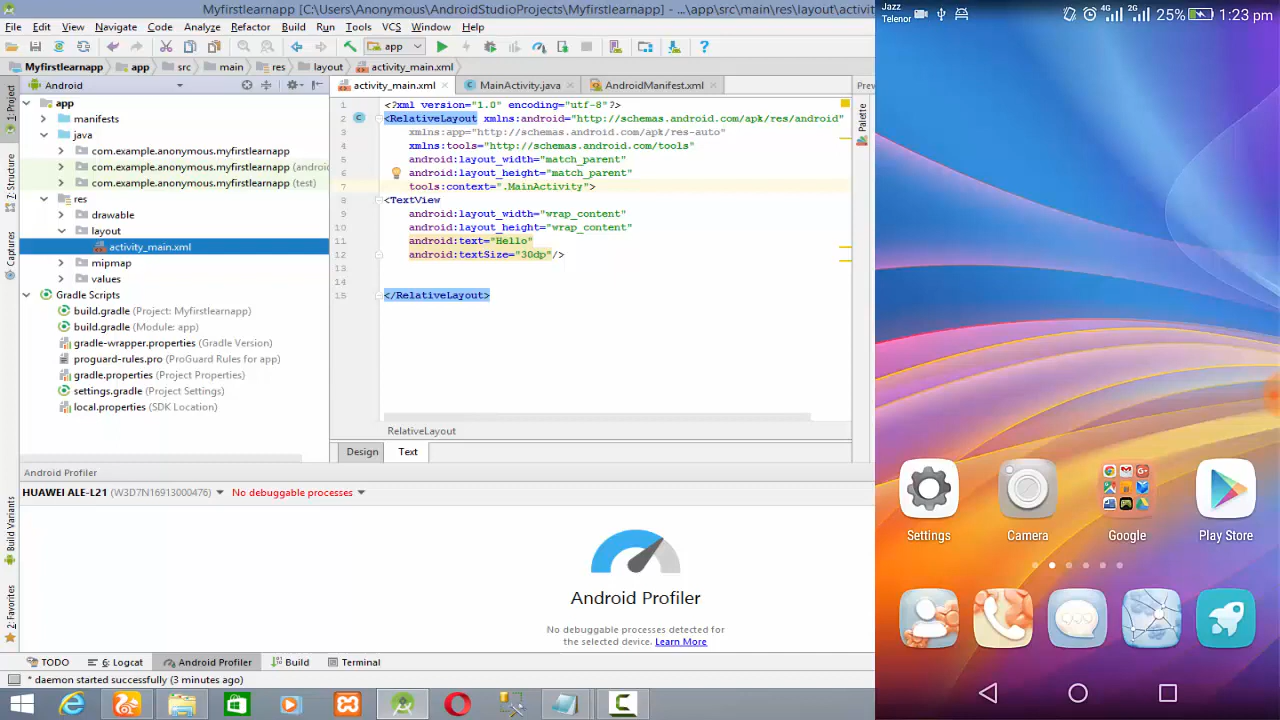 Myfirstlearnapp [C:\Users\Anonymous\AndroidStudioProjects\Myfirstlearnapp] - ...\app\src\main\res\layout\activity_m
File Edit View Navigate Code Analyze Refactor Build Run Tools VCS Window Help
app
Myfirstlearnapp app src main res layout activity_main.xml
Android
activity_main.xml MainActivity.java AndroidManifest.xml
app
manifests
java
com.example.anonymous.myfirstlearnapp
com.example.anonymous.myfirstlearnapp (andro
com.example.anonymous.myfirstlearnapp (test)
res
drawable
layout
activity_main.xml
mipmap
values
Gradle Scripts
build.gradle (Project: Myfirstlearnapp)
build.gradle (Module: app)
gradle-wrapper.properties (Gradle Version)
proguard-rules.pro (ProGuard Rules for app)
gradle.properties (Project Properties)
settings.gradle (Project Settings)
local.properties (SDK Location)
1: Project
Z: Structure
Captures
Build Variants
2: Favorites
1 <?xml version="1.0" encoding="utf-8"?>
2 <RelativeLayout xmlns:android="http://schemas.android.com/apk/res/android"
3 xmlns:app="http://schemas.android.com/apk/res-auto"
4 xmlns:tools="http://schemas.android.com/tools"
5 android:layout_width="match_parent"
6 android:layout_height="match_parent"
7 tools:context=".MainActivity">
8 <TextView
9 android:layout_width="wrap_content"
10 android:layout_height="wrap_content"
11 android:text="Hello"
12 android:textSize="30dp"/>
13
14
15 </RelativeLayout>
RelativeLayout
Design Text
Palette
Prev
Android Profiler
HUAWEI ALE-L21 (W3D7N16913000476) No debuggable processes
Android Profiler
No debuggable processes detected for
the selected device. Learn More
TODO 6: Logcat Android Profiler Build Terminal
* daemon started successfully (3 minutes ago)
Jazz
Telenor
4G 2G 25% 1:23 pm
Settings Camera Google Play Store